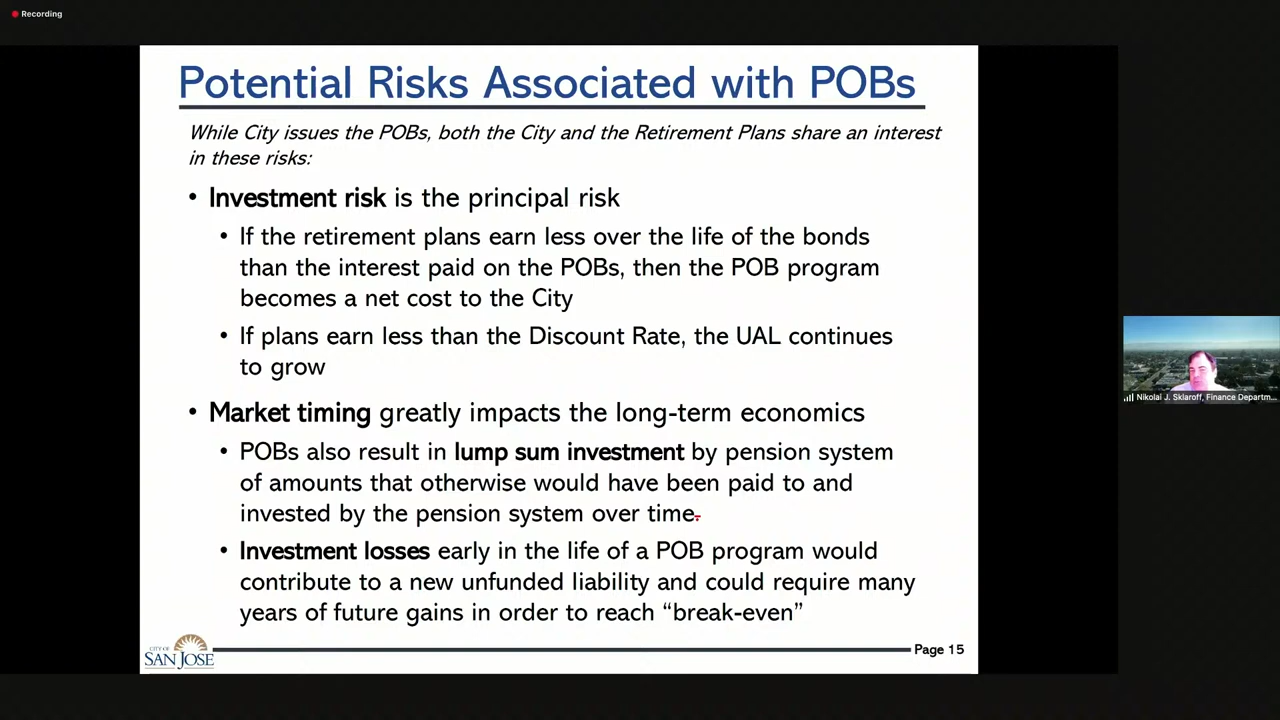 Recording
Potential Risks Associated with POBs
While City issues the POBs, both the City and the Retirement Plans share an interest
in these risks:
• Investment risk is the principal risk
• If the retirement plans earn less over the life of the bonds
than the interest paid on the POBs, then the POB program
becomes a net cost to the City
• If plans earn less than the Discount Rate, the UAL continues
to grow
• Market timing greatly impacts the long-term economics
• POBs also result in lump sum investment by pension system
of amounts that otherwise would have been paid to and
invested by the pension system over time.
• Investment losses early in the life of a POB program would
contribute to a new unfunded liability and could require many
years of future gains in order to reach “break-even”
CITY OF
SAN JOSE
Page 15
Nikolai J. Sklaroff, Finance Departm...